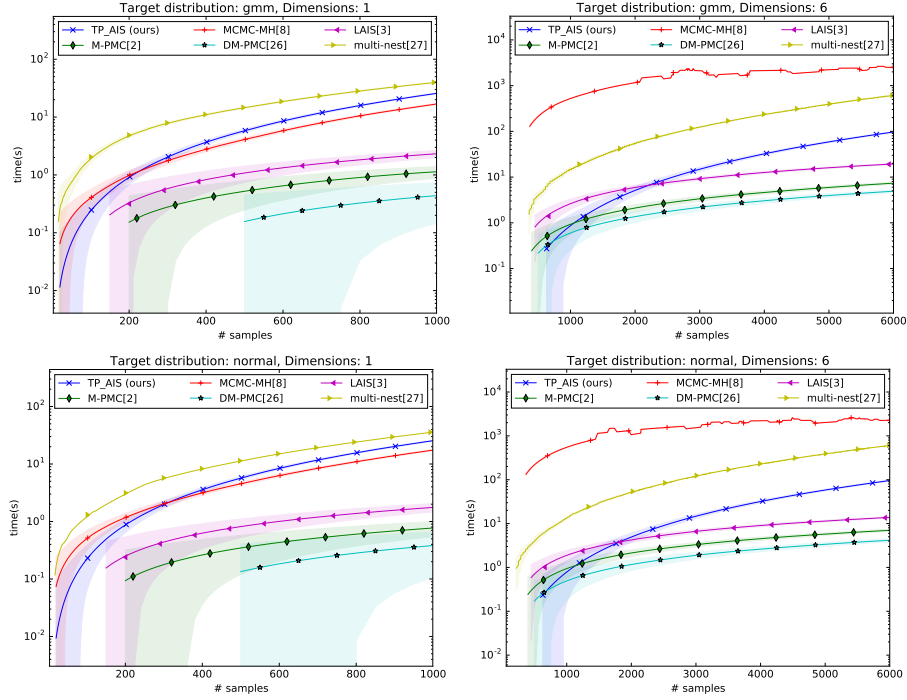 Target distribution: gmm, Dimensions: 1
TP_AIS (ours) MCMC-MH[8] LAIS[3]
M-PMC[2] DM-PMC[26] multi-nest[27]
10^2
10^1
10^0
10^-1
10^-2
time(s)
200 400 600 800 1000
# samples
Target distribution: gmm, Dimensions: 6
TP_AIS (ours) MCMC-MH[8] LAIS[3]
M-PMC[2] DM-PMC[26] multi-nest[27]
10^4
10^3
10^2
10^1
10^0
10^-1
time(s)
1000 2000 3000 4000 5000 6000
# samples
Target distribution: normal, Dimensions: 1
TP_AIS (ours) MCMC-MH[8] LAIS[3]
M-PMC[2] DM-PMC[26] multi-nest[27]
10^2
10^1
10^0
10^-1
10^-2
time(s)
200 400 600 800 1000
# samples
Target distribution: normal, Dimensions: 6
TP_AIS (ours) MCMC-MH[8] LAIS[3]
M-PMC[2] DM-PMC[26] multi-nest[27]
10^4
10^3
10^2
10^1
10^0
10^-1
10^-2
time(s)
1000 2000 3000 4000 5000 6000
# samples